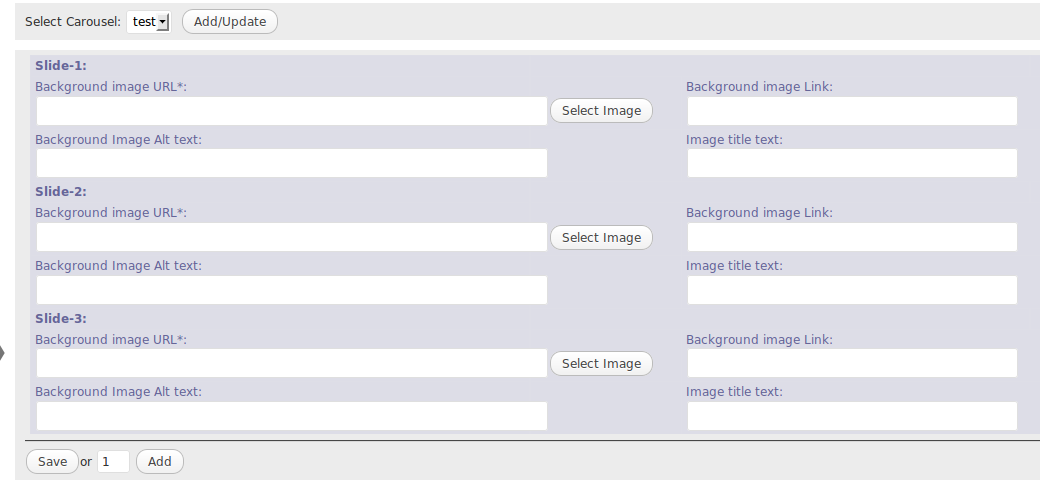 Select Carousel: test Add/Update
Slide-1:
Background image URL*: Background image Link:
Select Image
Background Image Alt text: Image title text:
Slide-2:
Background image URL*: Background image Link:
Select Image
Background Image Alt text: Image title text:
Slide-3:
Background image URL*: Background image Link:
Select Image
Background Image Alt text: Image title text:
Save or 1 Add